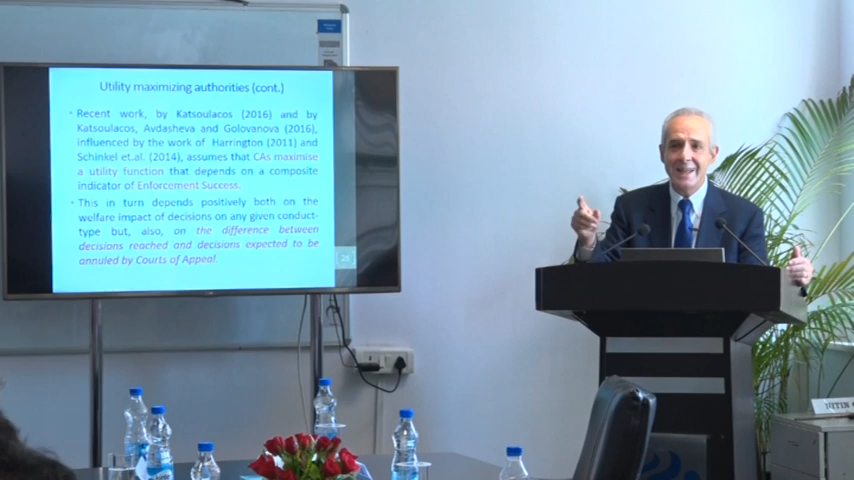 Utility maximizing authorities (cont.)
• Recent work, by Katsoulacos (2016) and by
Katsoulacos, Avdasheva and Golovanova (2016),
influenced by the work of Harrington (2011) and
Schinkel et.al. (2014), assumes that CAs maximise
a utility function that depends on a composite
indicator of Enforcement Success.
• This in turn depends positively both on the
welfare impact of decisions on any given conduct-
type but, also, on the difference between
decisions reached and decisions expected to be
annuled by Courts of Appeal.